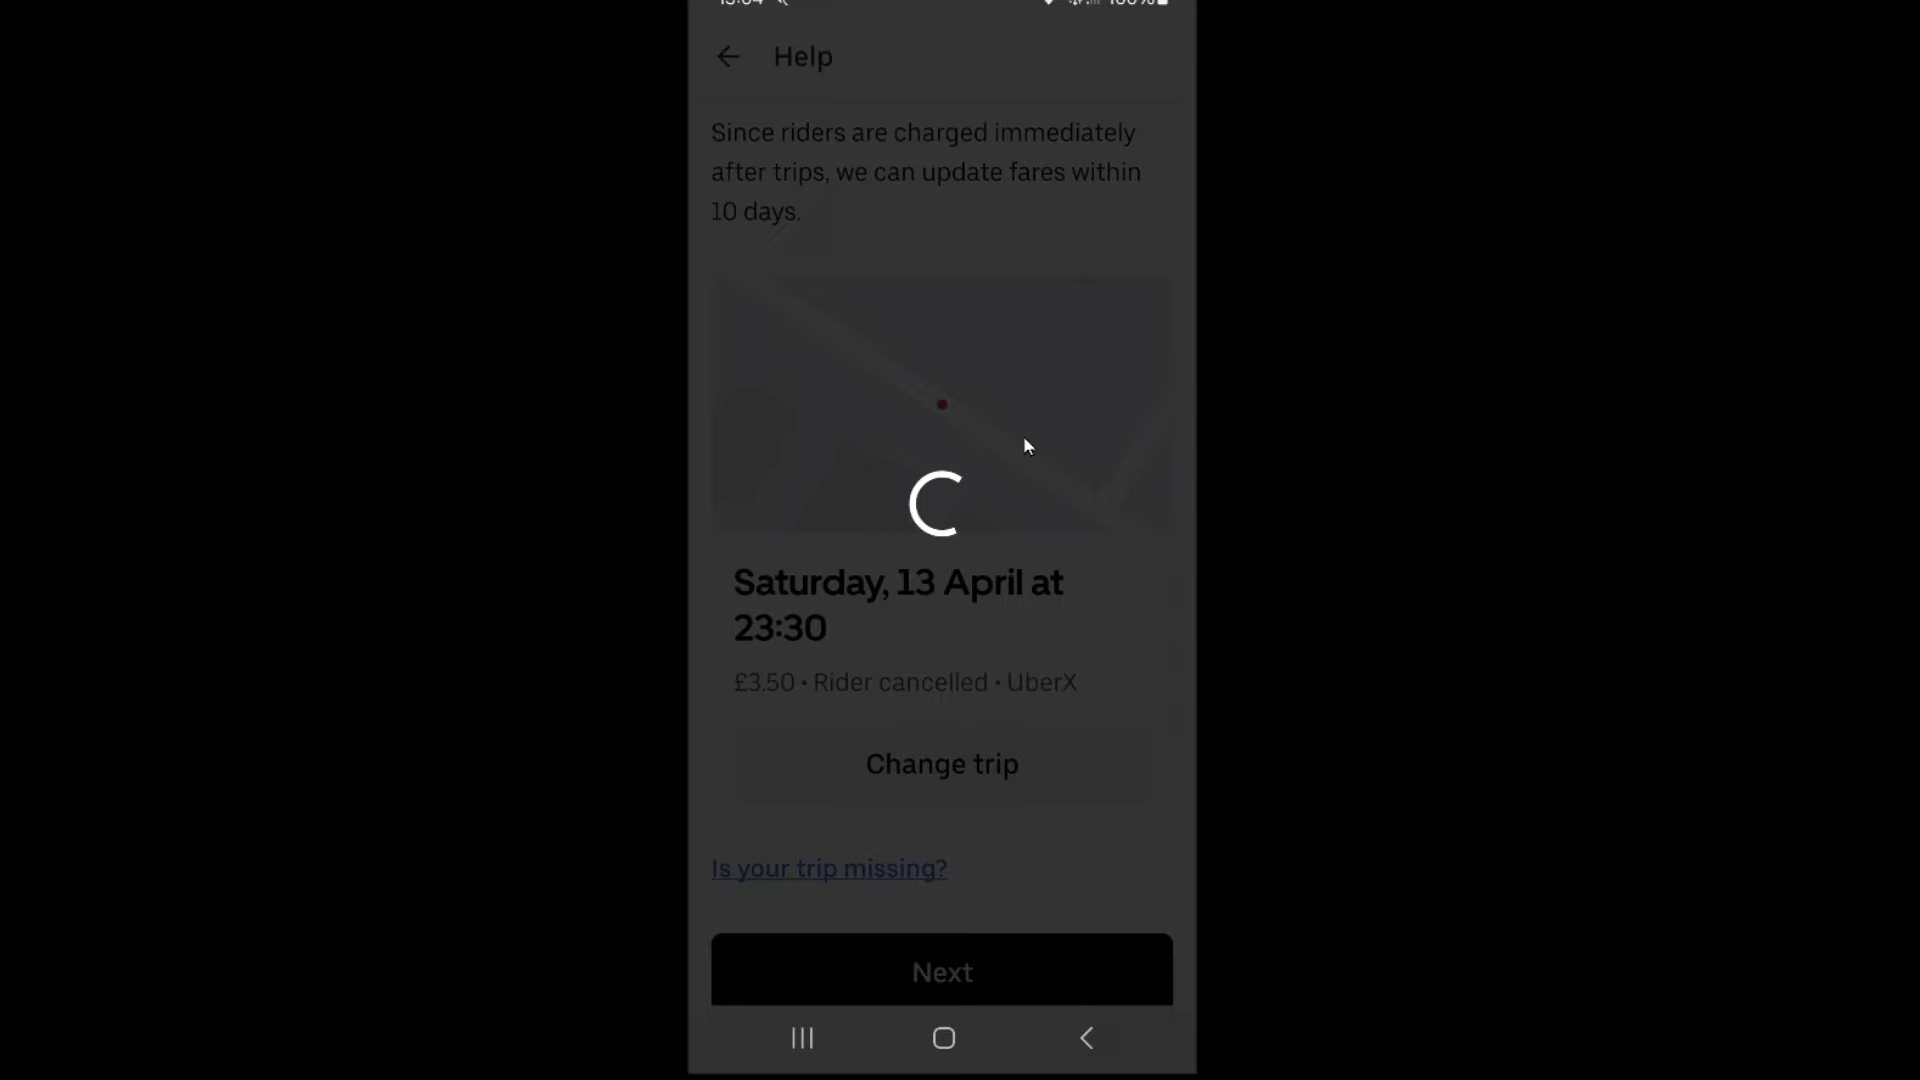 Help
Since riders are charged immediately
after trips, we can update fares within
10 days.
Saturday, 13 April at
23:30
£3.50 • Rider cancelled • UberX
Change trip
Is your trip missing?
Next